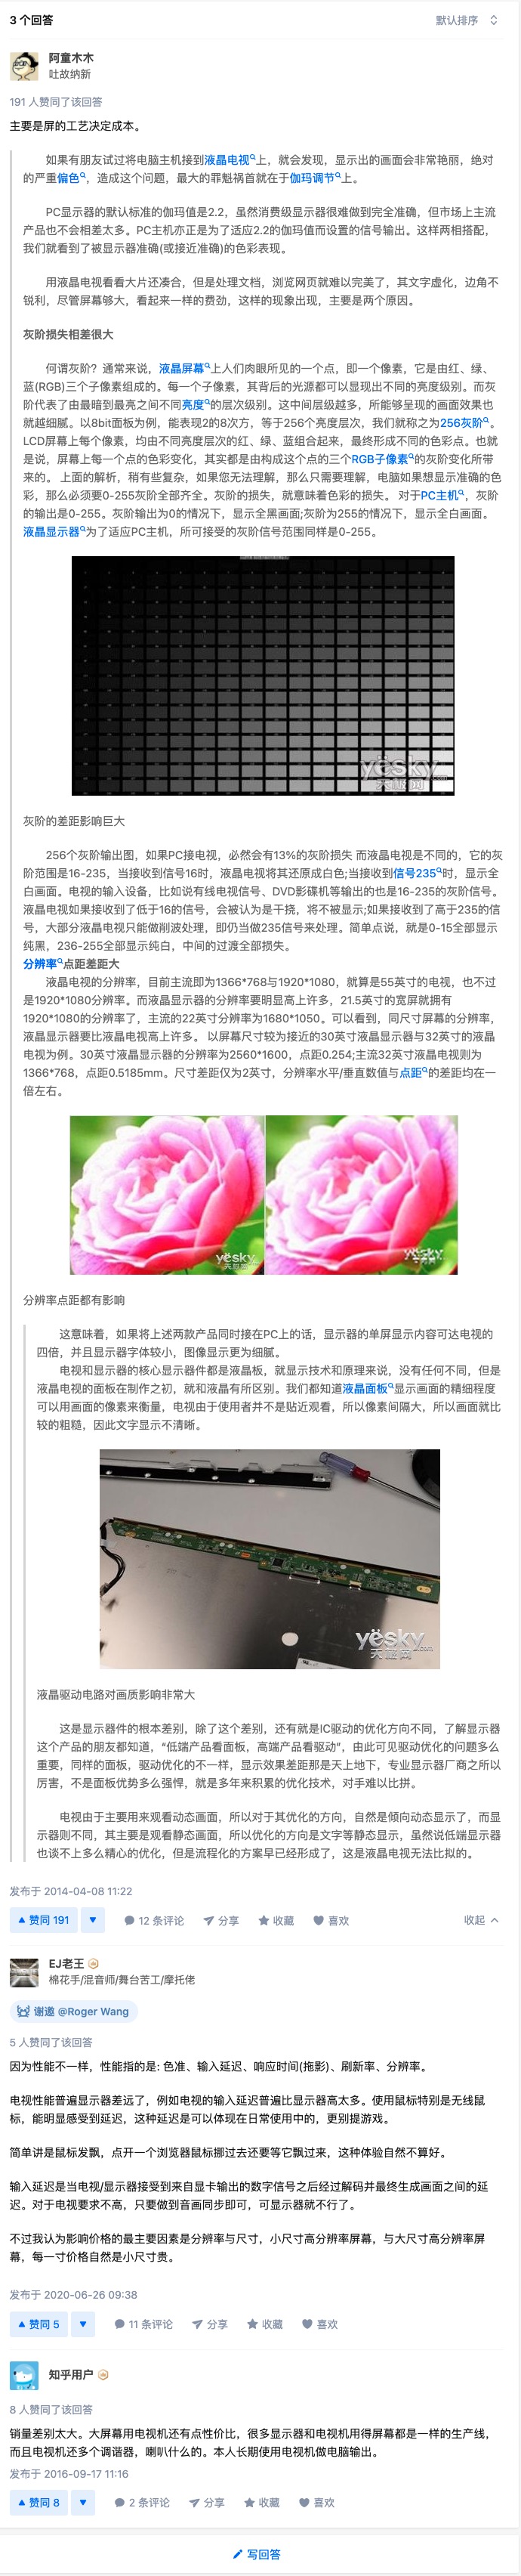 3 个回答
默认排序
阿童木木
吐故纳新
191 人赞同了该回答
主要是屏的工艺决定成本。
如果有朋友试过将电脑主机接到液晶电视上，就会发现，显示出的画面会非常艳丽，绝对
的严重偏色，造成这个问题，最大的罪魁祸首就在于伽玛调节上。
PC显示器的默认标准的伽玛值是2.2，虽然消费级显示器很难做到完全准确，但市场上主流
产品也不会相差太多。PC主机亦正是为了适应2.2的伽玛值而设置的信号输出。这样两相搭配，
我们就看到了被显示器准确(或接近准确)的色彩表现。
用液晶电视看看大片还凑合，但是处理文档，浏览网页就难以完美了，其文字虚化，边角不
锐利，尽管屏幕够大，看起来一样的费劲，这样的现象出现，主要是两个原因。
灰阶损失相差很大
何谓灰阶？通常来说，液晶屏幕上人们肉眼所见的一个点，即一个像素，它是由红、绿、
蓝(RGB)三个子像素组成的。每一个子像素，其背后的光源都可以显现出不同的亮度级别。而灰
阶代表了由最暗到最亮之间不同亮度的层次级别。这中间层级越多，所能够呈现的画面效果也
就越细腻。以8bit面板为例，能表现2的8次方，等于256个亮度层次，我们就称之为256灰阶。
LCD屏幕上每个像素，均由不同亮度层次的红、绿、蓝组合起来，最终形成不同的色彩点。也就
是说，屏幕上每一个点的色彩变化，其实都是由构成这个点的三个RGB子像素的灰阶变化所带
来的。 上面的解析，稍有些复杂，如果您无法理解，那么只需要理解，电脑如果想显示准确的色
彩，那么必须要0-255灰阶全部齐全。灰阶的损失，就意味着色彩的损失。 对于PC主机，灰阶
的输出是0-255。灰阶输出为0的情况下，显示全黑画面;灰阶为255的情况下，显示全白画面。
液晶显示器为了适应PC主机，所可接受的灰阶信号范围同样是0-255。
yesky.com
天极网
灰阶的差距影响巨大
256个灰阶输出图，如果PC接电视，必然会有13%的灰阶损失 而液晶电视是不同的，它的灰
阶范围是16-235，当接收到信号16时，液晶电视将其还原成白色;当接收到信号235时，显示全
白画面。电视的输入设备，比如说有线电视信号、DVD影碟机等输出的也是16-235的灰阶信号。
液晶电视如果接收到了低于16的信号，会被认为是干扰，将不被显示;如果接收到了高于235的信
号，大部分液晶电视只能做削波处理，即仍当做235信号来处理。简单点说，就是0-15全部显示
纯黑，236-255全部显示纯白，中间的过渡全部损失。
分辨率点距差距大
液晶电视的分辨率，目前主流即为1366*768与1920*1080，就算是55英寸的电视，也不过
是1920*1080分辨率。而液晶显示器的分辨率要明显高上许多，21.5英寸的宽屏就拥有
1920*1080的分辨率了，主流的22英寸分辨率为1680*1050。可以看到，同尺寸屏幕的分辨率，
液晶显示器要比液晶电视高上许多。 以屏幕尺寸较为接近的30英寸液晶显示器与32英寸的液晶
电视为例。30英寸液晶显示器的分辨率为2560*1600，点距0.254;主流32英寸液晶电视则为
1366*768，点距0.5185mm。尺寸差距仅为2英寸，分辨率水平/垂直数值与点距的差距均在一
倍左右。
yesky
天极网
yesky
天极网
分辨率点距都有影响
这意味着，如果将上述两款产品同时接在PC上的话，显示器的单屏显示内容可达电视的
四倍，并且显示器字体较小，图像显示更为细腻。
电视和显示器的核心显示器件都是液晶板，就显示技术和原理来说，没有任何不同，但是
液晶电视的面板在制作之初，就和液晶有所区别。我们都知道液晶面板显示画面的精细程度
可以用画面的像素来衡量，电视由于使用者并不是贴近观看，所以像素间隔大，所以画面就比
较的粗糙，因此文字显示不清晰。
yesky.com
天极网
液晶驱动电路对画质影响非常大
这是显示器件的根本差别，除了这个差别，还有就是IC驱动的优化方向不同，了解显示器
这个产品的朋友都知道，“低端产品看面板，高端产品看驱动”，由此可见驱动优化的问题多么
重要，同样的面板，驱动优化的不一样，显示效果差距那是天上地下，专业显示器厂商之所以
厉害，不是面板优势多么强悍，就是多年来积累的优化技术，对手难以比拼。
电视由于主要用来观看动态画面，所以对于其优化的方向，自然是倾向动态显示了，而显
示器则不同，其主要是观看静态画面，所以优化的方向是文字等静态显示，虽然说低端显示器
也谈不上多么精心的优化，但是流程化的方案早已经形成了，这是液晶电视无法比拟的。
发布于 2014-04-08 11:22
赞同 191
12 条评论
分享
收藏
喜欢
收起
EJ老王
棉花手/混音师/舞台苦工/摩托佬
谢邀 @Roger Wang
5 人赞同了该回答
因为性能不一样，性能指的是: 色准、输入延迟、响应时间(拖影)、刷新率、分辨率。
电视性能普遍显示器差远了，例如电视的输入延迟普遍比显示器高太多。使用鼠标特别是无线鼠
标，能明显感受到延迟，这种延迟是可以体现在日常使用中的，更别提游戏。
简单讲是鼠标发飘，点开一个浏览器鼠标挪过去还要等它飘过来，这种体验自然不算好。
输入延迟是当电视/显示器接受到来自显卡输出的数字信号之后经过解码并最终生成画面之间的延
迟。对于电视要求不高，只要做到音画同步即可，可显示器就不行了。
不过我认为影响价格的最主要因素是分辨率与尺寸，小尺寸高分辨率屏幕，与大尺寸高分辨率屏
幕，每一寸价格自然是小尺寸贵。
发布于 2020-06-26 09:38
赞同 5
11 条评论
分享
收藏
喜欢
知乎用户
8 人赞同了该回答
销量差别太大。大屏幕用电视机还有点性价比，很多显示器和电视机用得屏幕都是一样的生产线，
而且电视机还多个调谐器，喇叭什么的。本人长期使用电视机做电脑输出。
发布于 2016-09-17 11:16
赞同 8
2 条评论
分享
收藏
喜欢
写回答